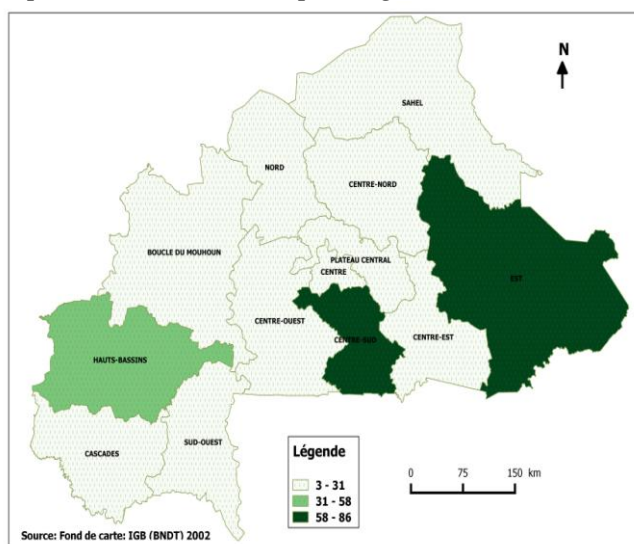 N
SAHEL
NORD
CENTRE-NORD
BOUCLE DU MOUHOUN
PLATEAU CENTRAL
CENTRE
EST
CENTRE-OUEST
CENTRE-SUD
CENTRE-EST
HAUTS-BASSINS
CASCADES
SUD-OUEST
Légende
3 - 31
31 - 58
58 - 86
0 75 150 km
Source: Fond de carte: IGB (BNDT) 2002